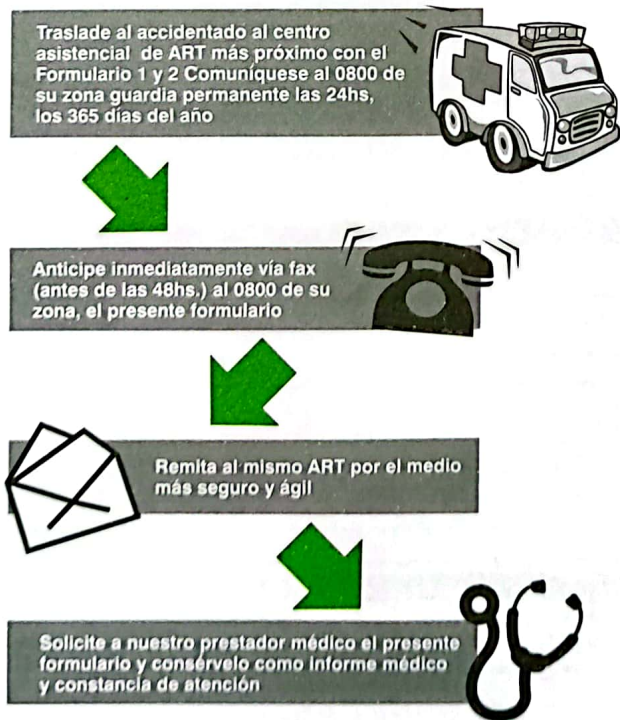 Traslade al accidentado al centro
asistencial de ART más próximo con el
Formulario 1 y 2 Comuníquese al 0800 de
su zona guardia permanente las 24hs,
los 365 días del año
Anticipe inmediatamente vía fax
(antes de las 48hs.) al 0800 de su
zona, el presente formulario
Remita al mismo ART por el medio
más seguro y ágil
Solicite a nuestro prestador médico el presente
formulario y consérvelo como informe médico
y constancia de atención